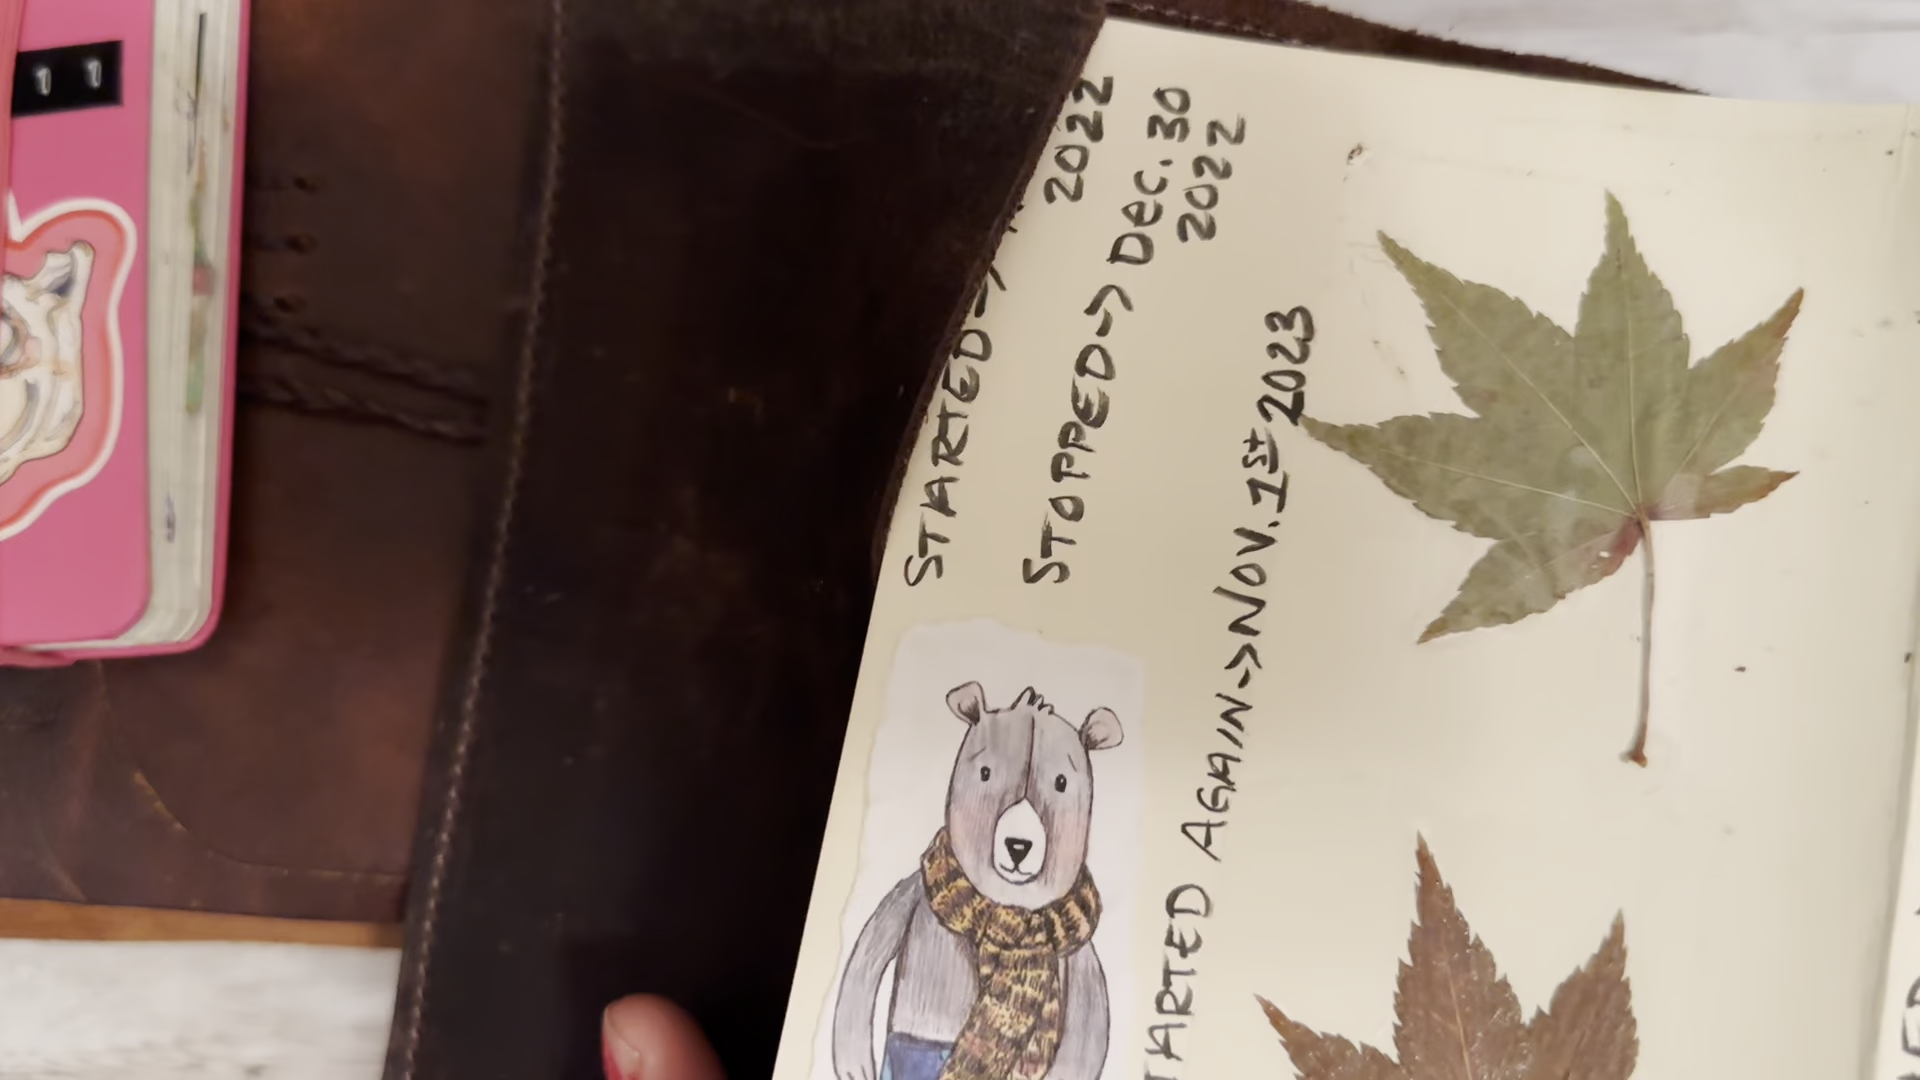 STARTED->
2022
STOPPED-> Dec. 30
2022
STARTED AGAIN->NOV. 1st 2023